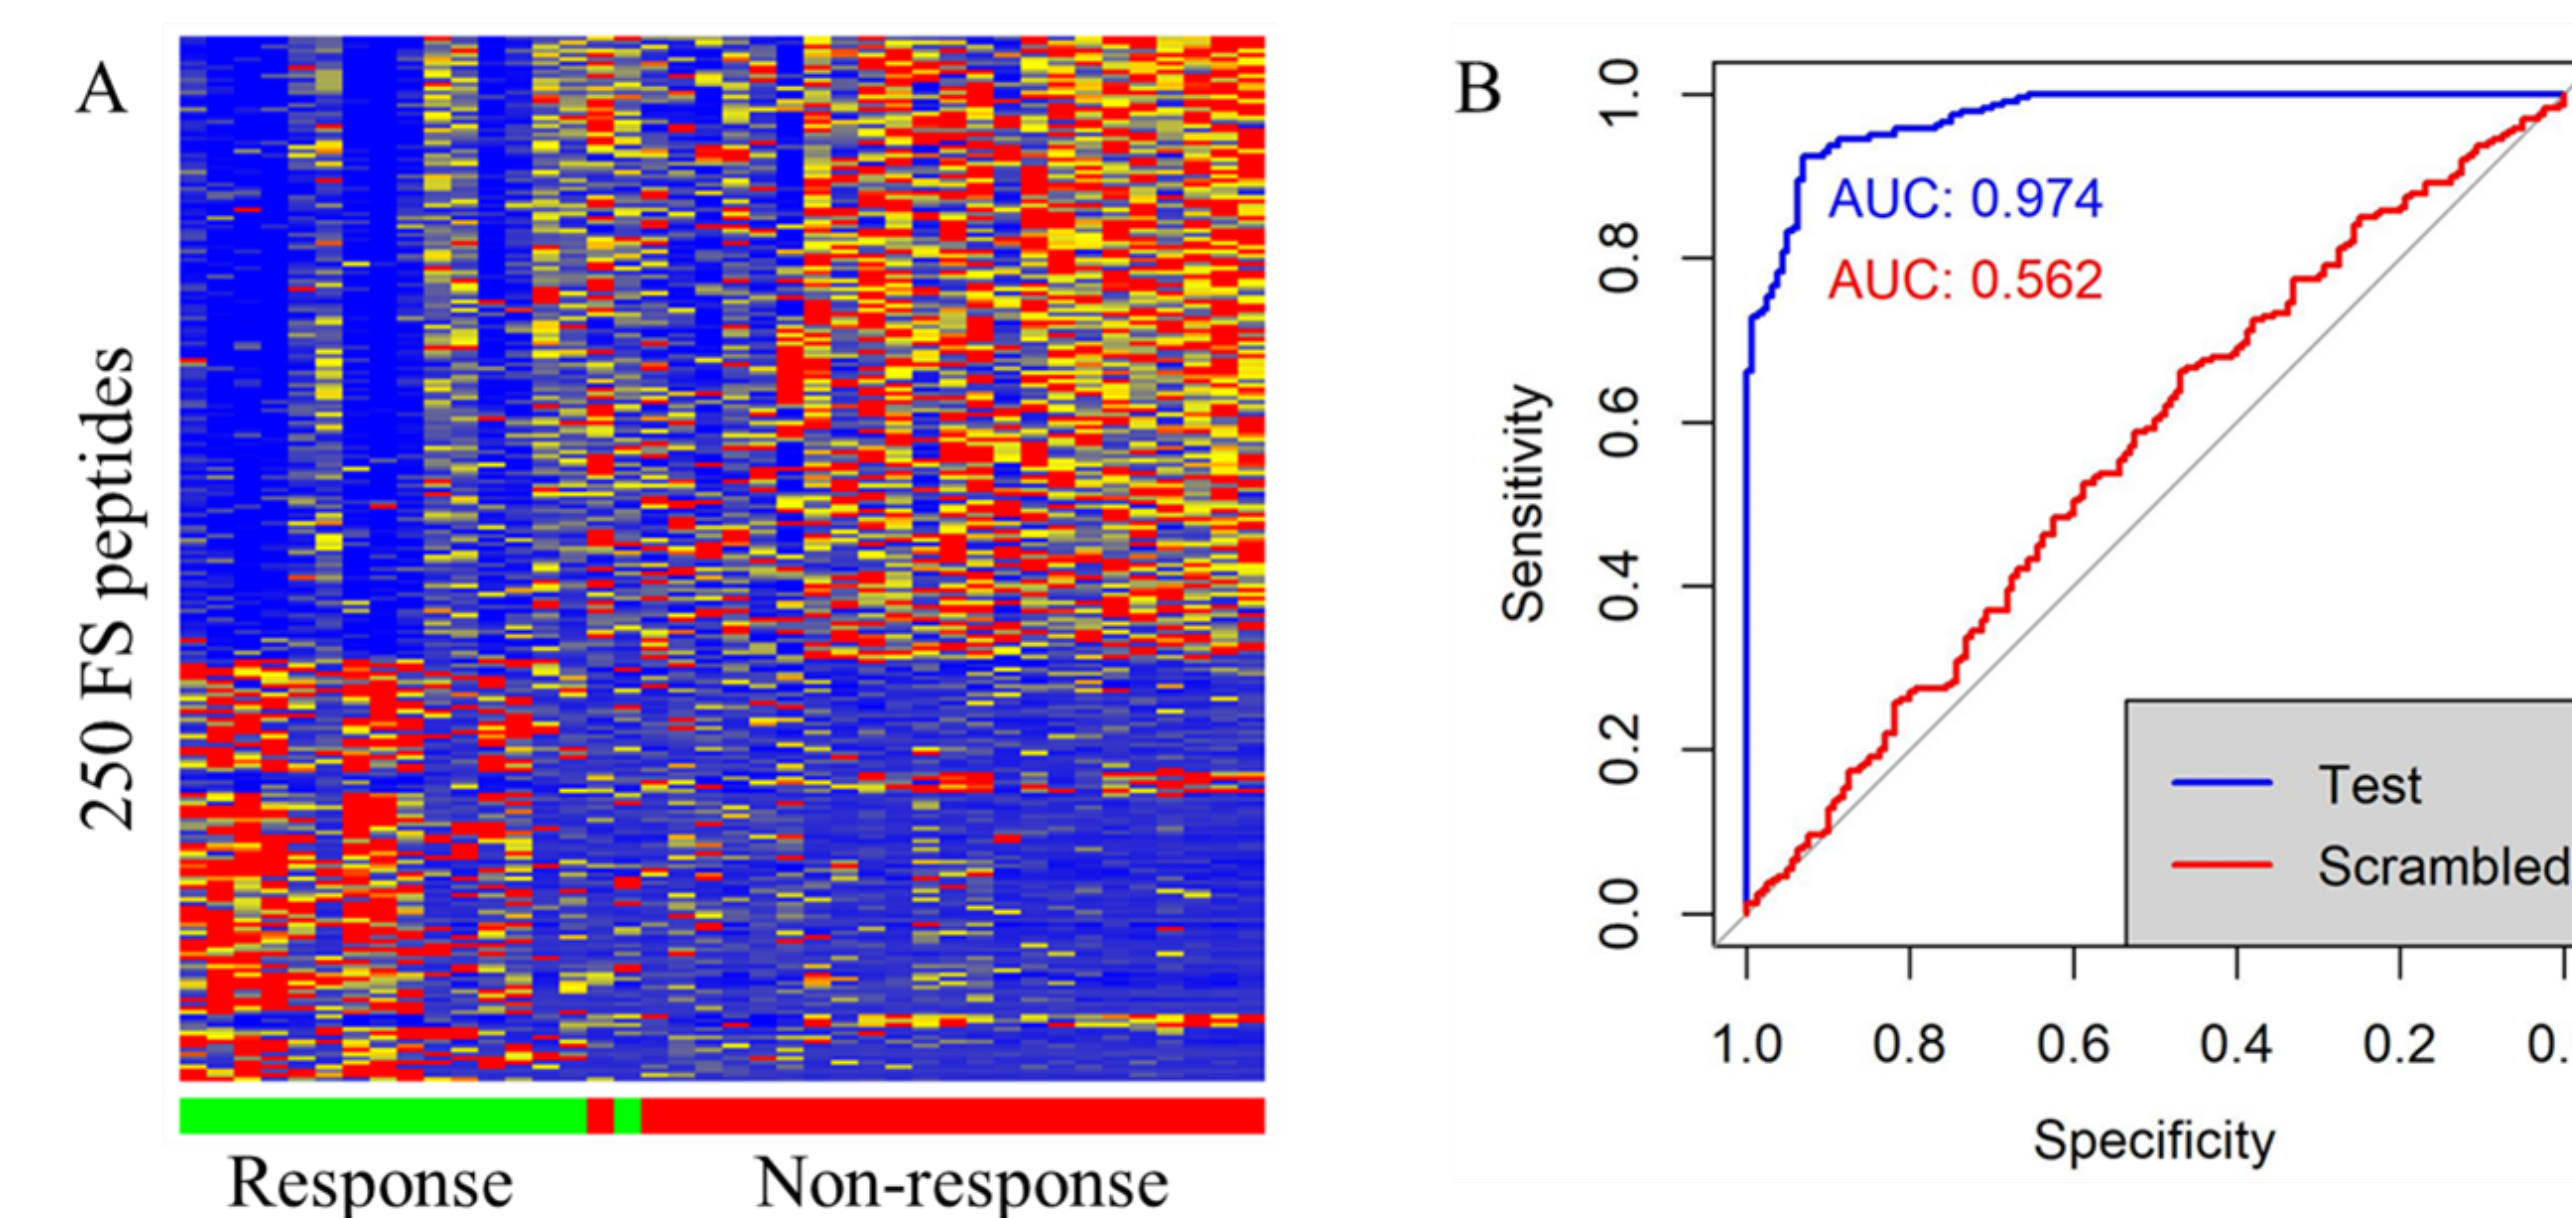 A
250 FS peptides
Response
Non-response
B
Sensitivity
1.0
0.8
0.6
0.4
0.2
0.0
AUC: 0.974
AUC: 0.562
Test
Scrambled
1.0 0.8 0.6 0.4 0.2 0.
Specificity